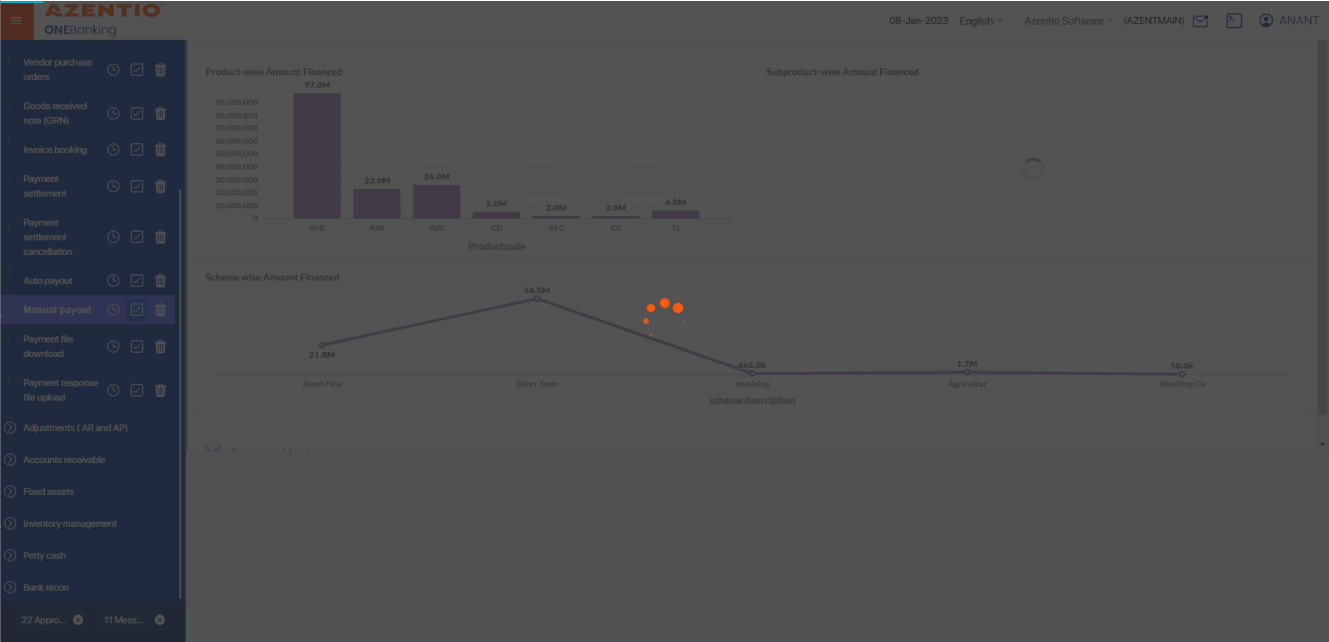 AZENTIO
ONEBanking
08-Jan-2023 English Azentio Software (AZENTMAIN) ANANT
Vendor purchase
orders
Goods received
note (GRN)
Invoice booking
Payment
settlement
Payment
settlement
cancellation
Auto payout
Manual payout
Payment file
download
Payment response
file upload
Adjustments ( AR and AP)
Accounts receivable
Fixed assets
Inventory management
Petty cash
Bank recon
22 Appro...
11 Mess...
Product-wise Amount Financed
97.0M
90,000,000
80,000,000
70,000,000
60,000,000
50,000,000
40,000,000
30,000,000
20,000,000
10,000,000
0
23.0M
26.0M
5.0M
2.0M
2.0M
6.0M
AHL AAL APL CD AFC CC TL
Productcode
Subproduct-wise Amount Financed
Scheme wise Amount Financed
21.8M
56.5M
665.0k
1.7M
50.0k
Asset Fina Short Term Invoicing Agricultur Working Ca
scheme description